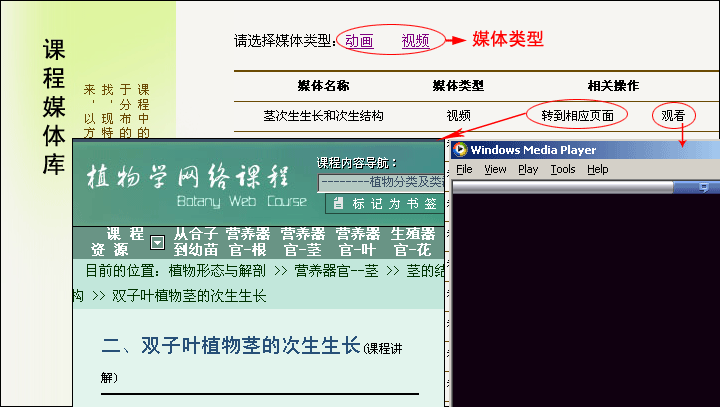 课程媒体库
课程中的
于分布中
找，现特
来，以方
请选择媒体类型：动画 视频
媒体类型
媒体名称 媒体类型 相关操作
茎次生生长和次生结构 视频 转到相应页面 观看
植物学网络课程
Botany Web Course
课程内容导航：
--------植物分类及类
标记为书签
课程资源
从合子到幼苗
营养器官-根
营养器官-茎
营养器官-叶
生殖器官-花
目前的位置：植物形态与解剖 >> 营养器官--茎 >> 茎的结
构 >> 双子叶植物茎的次生生长
二、双子叶植物茎的次生生长(课程讲
解)
Windows Media Player
File View Play Tools Help